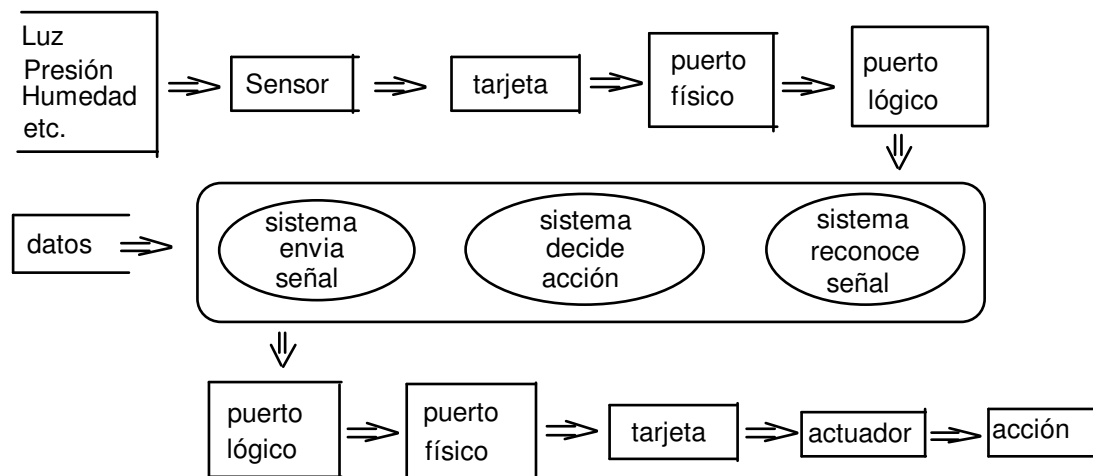 Luz
Presión
Humedad
etc.
Sensor
tarjeta
puerto
físico
puerto
lógico
datos
sistema
envia
señal
sistema
decide
acción
sistema
reconoce
señal
puerto
lógico
puerto
físico
tarjeta
actuador
acción